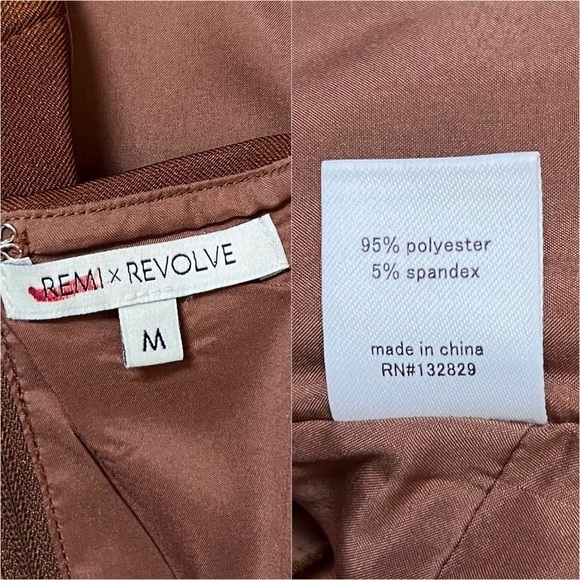 REMI × REVOLVE
M
95% polyester
5% spandex
made in china
RN#132829